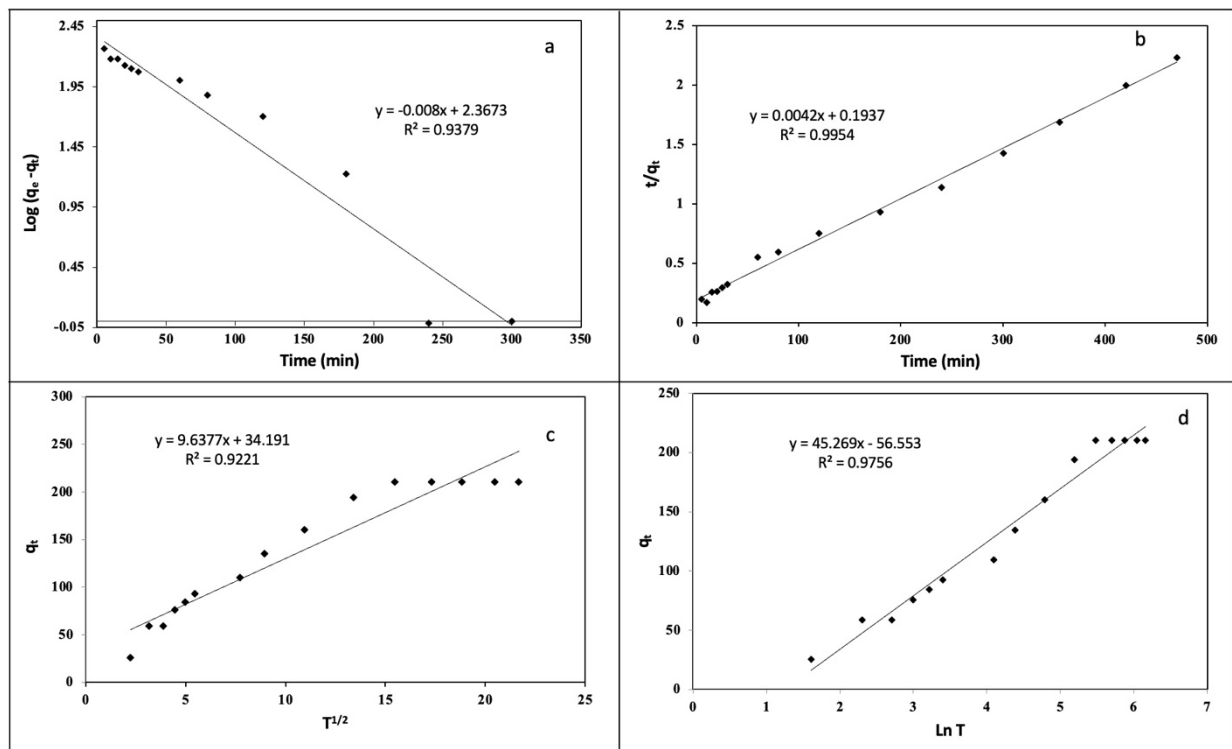 a
2.45
1.95
1.45
0.95
0.45
-0.05
Log (qₑ -qₜ)
y = -0.008x + 2.3673
R² = 0.9379
0 50 100 150 200 250 300 350
Time (min)
b
2.5
2
1.5
1
0.5
0
t/qₜ
y = 0.0042x + 0.1937
R² = 0.9954
0 100 200 300 400 500
Time (min)
c
300
250
200
150
100
50
0
qₜ
y = 9.6377x + 34.191
R² = 0.9221
0 5 10 15 20 25
T¹/²
d
250
200
150
100
50
0
qₜ
y = 45.269x - 56.553
R² = 0.9756
0 1 2 3 4 5 6 7
Ln T